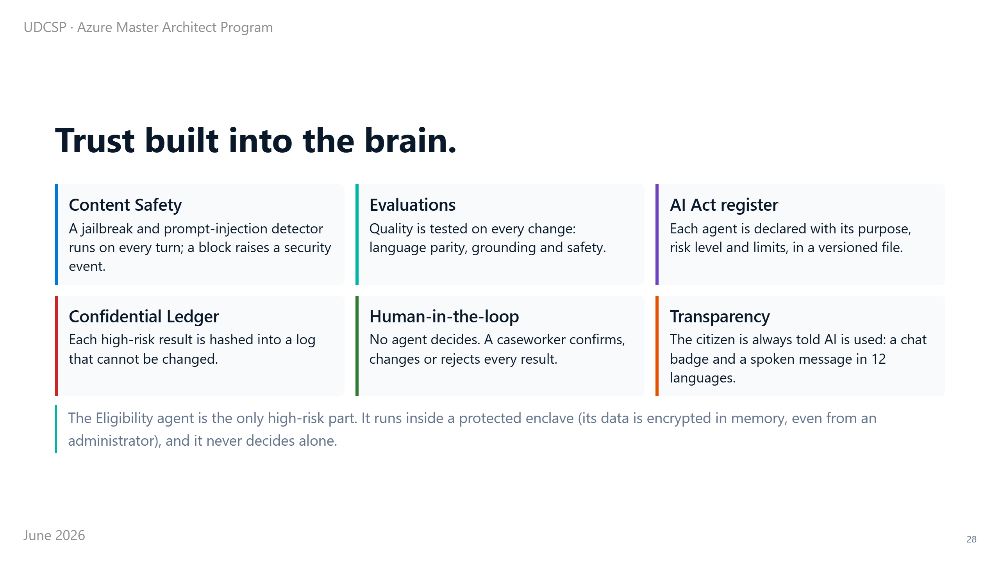 UDCSP · Azure Master Architect Program
Trust built into the brain.
Content Safety
A jailbreak and prompt-injection detector
runs on every turn; a block raises a security
event.
Evaluations
Quality is tested on every change:
language parity, grounding and safety.
AI Act register
Each agent is declared with its purpose,
risk level and limits, in a versioned file.
Confidential Ledger
Each high-risk result is hashed into a log
that cannot be changed.
Human-in-the-loop
No agent decides. A caseworker confirms,
changes or rejects every result.
Transparency
The citizen is always told AI is used: a chat
badge and a spoken message in 12
languages.
The Eligibility agent is the only high-risk part. It runs inside a protected enclave (its data is encrypted in memory, even from an
administrator), and it never decides alone.
June 2026
28